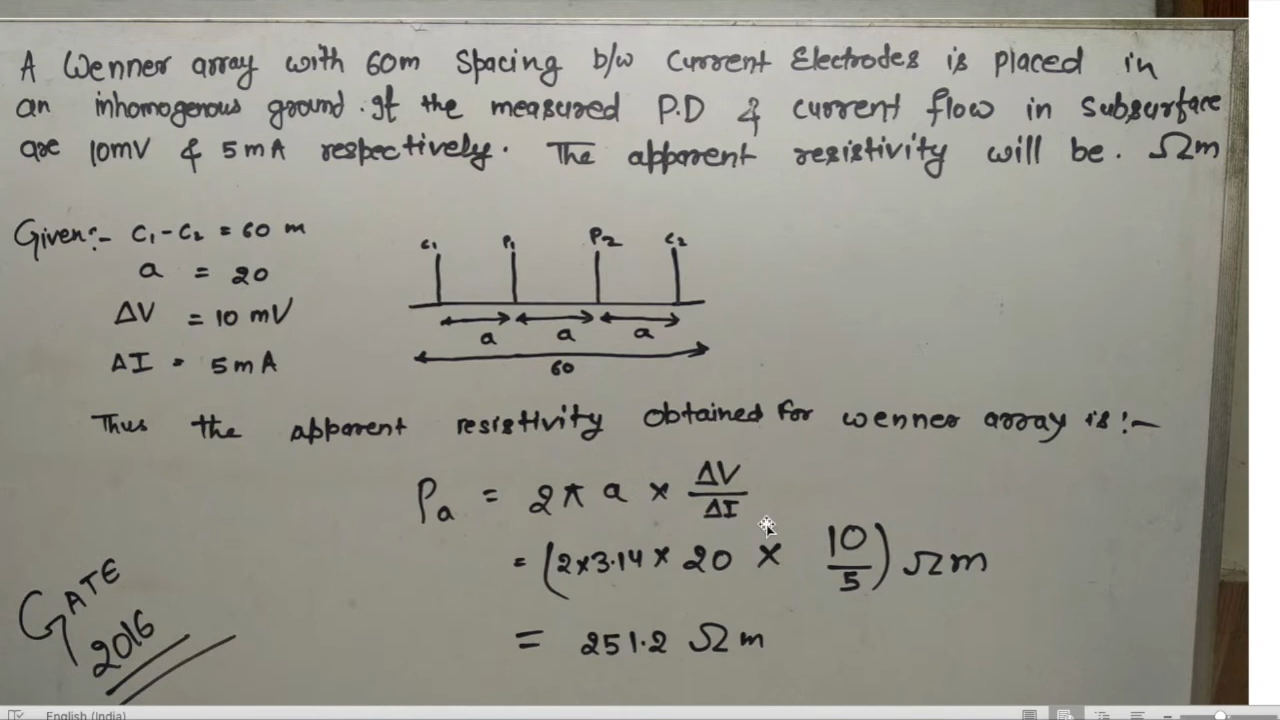 A Wenner array with 60m spacing b/w current Electrodes is placed in
an inhomogenous ground. If the measured P.D & current flow in subsurface
are 10mV & 5mA respectively. The apparent resistivity will be. Ωm
Given:- C₁-C₂ = 60 m
a = 20
ΔV = 10 mV
ΔI = 5mA
C₁ P₁ P₂ C₂
a a a
60
Thus the apparent resistivity obtained for wenner array is:-
ρₐ = 2π a × ΔV/ΔI
= (2×3.14× 20 × 10/5) Ωm
= 251.2 Ωm
GATE
2016
English (India)